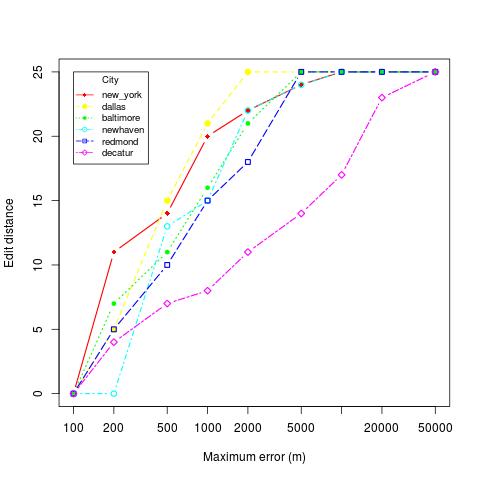 25
20
15
10
5
0
Edit distance
City
new_york
dallas
baltimore
newhaven
redmond
decatur
100 200 500 1000 2000 5000 20000 50000
Maximum error (m)